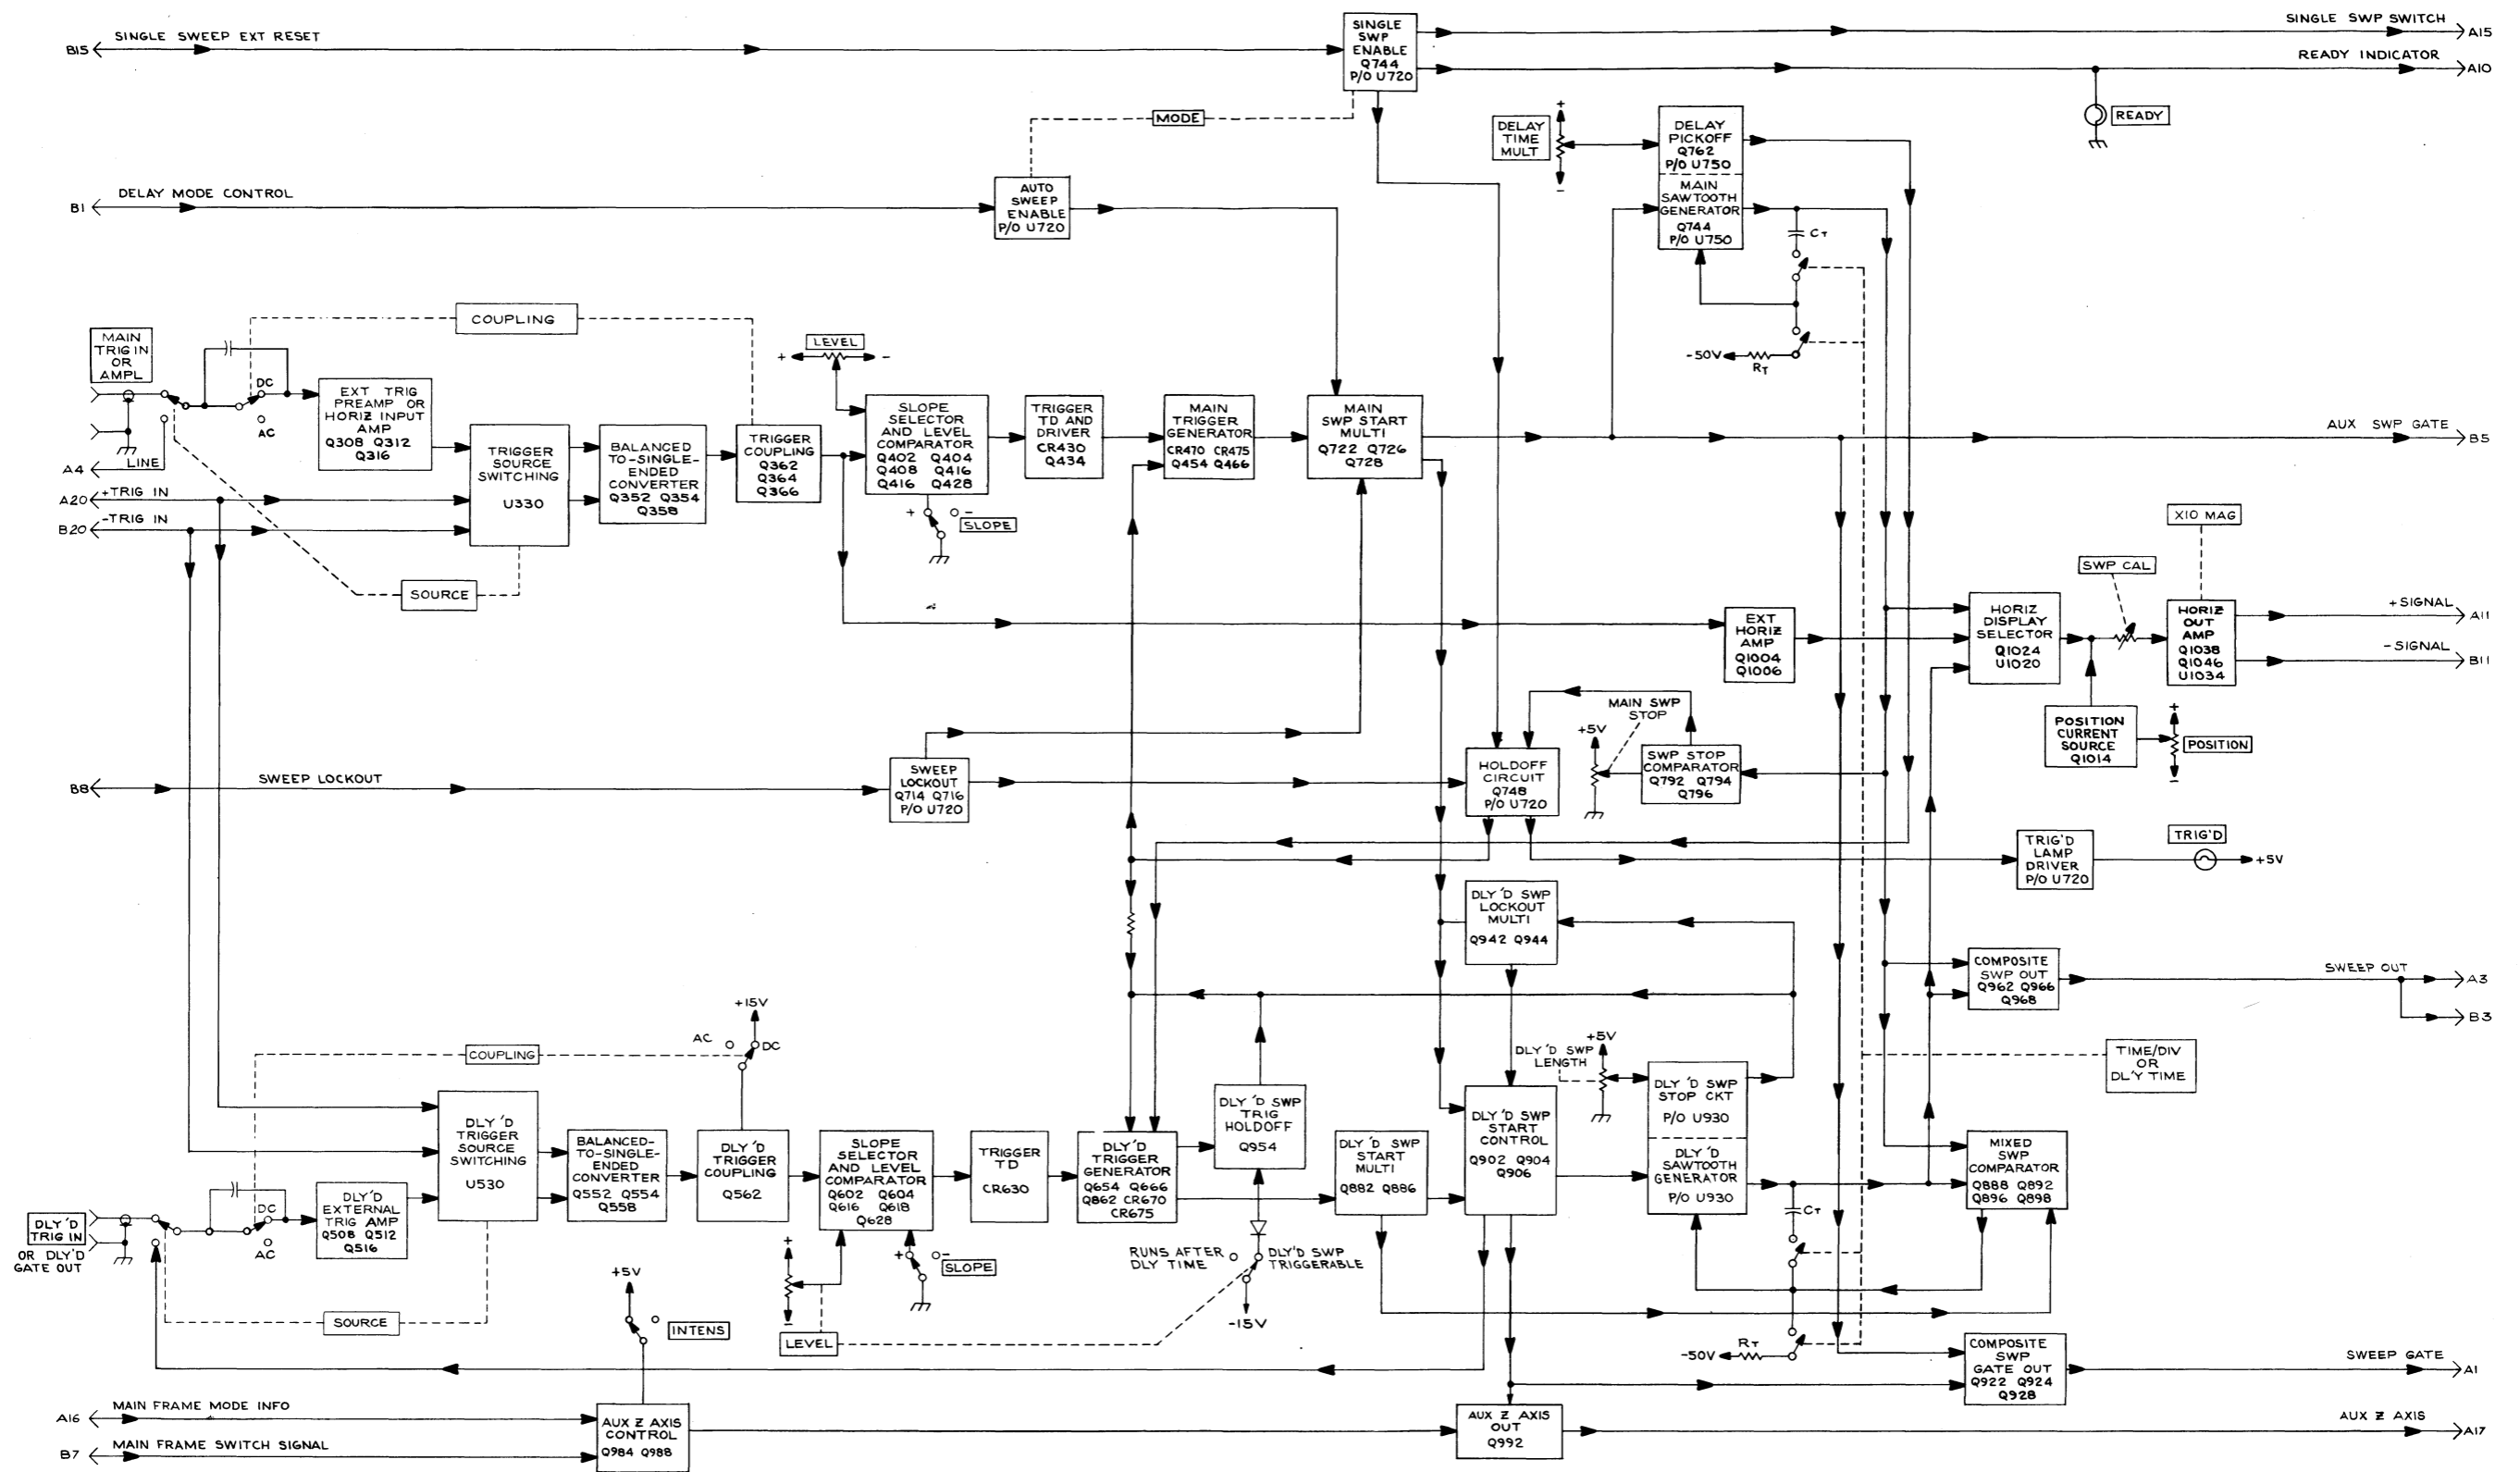 SINGLE SWEEP EXT RESET
B15
SINGLE
SWP
ENABLE
Q744
P/O U720
SINGLE SWP SWITCH
A15
READY INDICATOR
A10
READY
MODE
DELAY
TIME
MULT
+
-
DELAY
PICKOFF
Q762
P/O U750
MAIN
SAWTOOTH
GENERATOR
Q744
P/O U750
CT
-50V
RT
DELAY MODE CONTROL
B1
AUTO
SWEEP
ENABLE
P/O U720
COUPLING
MAIN
TRIG IN
OR
AMPL
DC
AC
LINE
A4
+TRIG IN
A20
-TRIG IN
B20
EXT TRIG
PREAMP OR
HORIZ INPUT
AMP
Q308 Q312
Q316
TRIGGER
SOURCE
SWITCHING
U330
BALANCED
TO-SINGLE-
ENDED
CONVERTER
Q352 Q354
Q358
TRIGGER
COUPLING
Q362
Q364
Q366
LEVEL
+
-
SLOPE
SELECTOR
AND LEVEL
COMPARATOR
Q402 Q404
Q408 Q416
Q416 Q428
+
-
SLOPE
TRIGGER
TD AND
DRIVER
CR430
Q434
MAIN
TRIGGER
GENERATOR
CR470 CR475
Q454 Q466
MAIN
SWP START
MULTI
Q722 Q726
Q728
AUX SWP GATE
B5
SOURCE
X10 MAG
SWP CAL
EXT
HORIZ
AMP
Q1004
Q1006
HORIZ
DISPLAY
SELECTOR
Q1024
U1020
HORIZ
OUT
AMP
Q1038
Q1046
U1034
+SIGNAL
A11
-SIGNAL
B11
POSITION
CURRENT
SOURCE
Q1014
+
-
POSITION
SWEEP LOCKOUT
B8
SWEEP
LOCKOUT
Q714 Q716
P/O U720
HOLDOFF
CIRCUIT
Q748
P/O U720
MAIN SWP
STOP
+5V
SWP STOP
COMPARATOR
Q792 Q794
Q796
TRIG'D
LAMP
DRIVER
P/O U720
TRIG'D
+5V
DLY'D SWP
LOCKOUT
MULTI
Q942 Q944
COMPOSITE
SWP OUT
Q962 Q966
Q968
SWEEP OUT
A3
B3
+15V
AC
DC
COUPLING
DLY'D SWP
LENGTH
+5V
TIME/DIV
OR
DL'Y TIME
DLY'D
TRIGGER
SOURCE
SWITCHING
U530
BALANCED-
TO-SINGLE-
ENDED
CONVERTER
Q552 Q554
Q558
DLY'D
TRIGGER
COUPLING
Q562
SLOPE
SELECTOR
AND LEVEL
COMPARATOR
Q602 Q604
Q616 Q618
Q628
TRIGGER
TD
CR630
DLY'D
TRIGGER
GENERATOR
Q654 Q666
Q862 CR670
CR675
DLY'D SWP
TRIG
HOLDOFF
Q954
DLY'D SWP
START
MULTI
Q882 Q886
DLY'D SWP
START
CONTROL
Q902 Q904
Q906
DLY'D SWP
STOP CKT
P/O U930
DLY'D
SAWTOOTH
GENERATOR
P/O U930
MIXED
SWP
COMPARATOR
Q888 Q892
Q896 Q898
DLY'D
TRIG IN
OR DLY'D
GATE OUT
DC
AC
DLY'D
EXTERNAL
TRIG AMP
Q508 Q512
Q516
SOURCE
+
-
LEVEL
+
-
SLOPE
RUNS AFTER
DLY TIME
DLY'D SWP
TRIGGERABLE
-15V
CT
RT
-50V
+5V
INTENS
COMPOSITE
SWP
GATE OUT
Q922 Q924
Q928
SWEEP GATE
A1
MAIN FRAME MODE INFO
A16
MAIN FRAME SWITCH SIGNAL
B7
AUX Z AXIS
CONTROL
Q984 Q988
AUX Z AXIS
OUT
Q992
AUX Z AXIS
A17